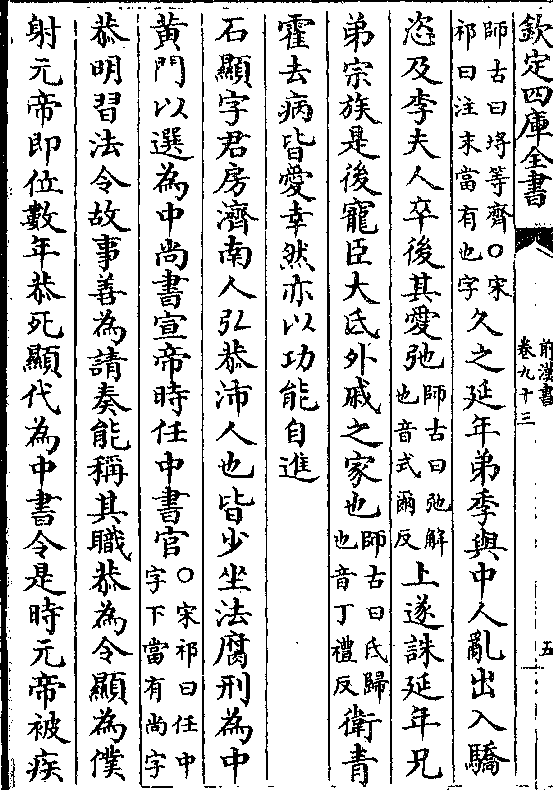 欽定四庫全書
前漢書
卷九十三
五
師古曰埒等齊○宋
祁曰注末當有也字
久之延年弟季與中人亂出入驕
恣及李夫人卒後其愛弛
師古曰弛解
也音式爾反
上遂誅延年兄
弟宗族是後寵臣大氐外戚之家也
師古曰氐歸
也音丁禮反
衛青
霍去病皆愛幸然亦以功能自進
石顯字君房濟南人弘恭沛人也皆少坐法腐刑為中
黄門以選為中尚書宣帝時任中書官
○宋祁曰任中
字下當有尚字
恭明習法令故事善為請奏能稱其職恭為令顯為僕
射元帝即位數年恭死顯代為中書令是時元帝被疾